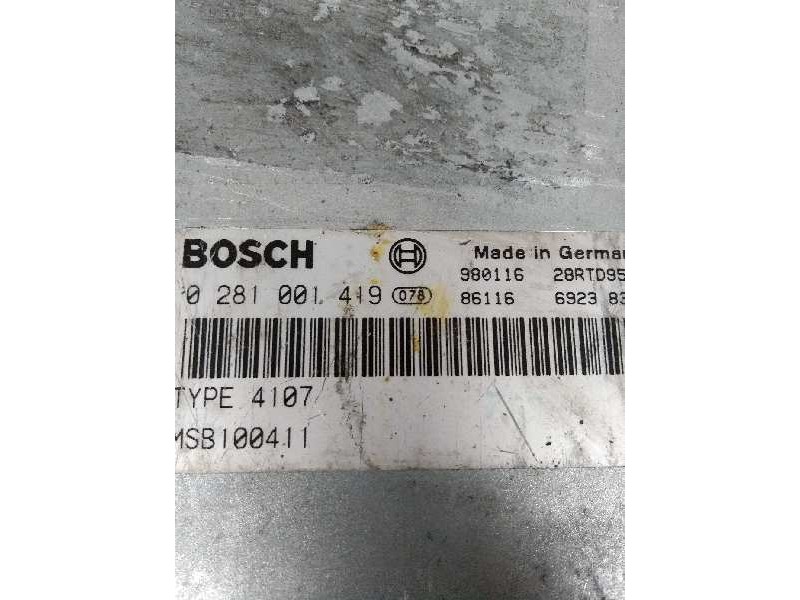 BOSCH Made in German
980116 28RTD95
0 281 001 419 078 86116 6923 83
TYPE 4107
MSB100411